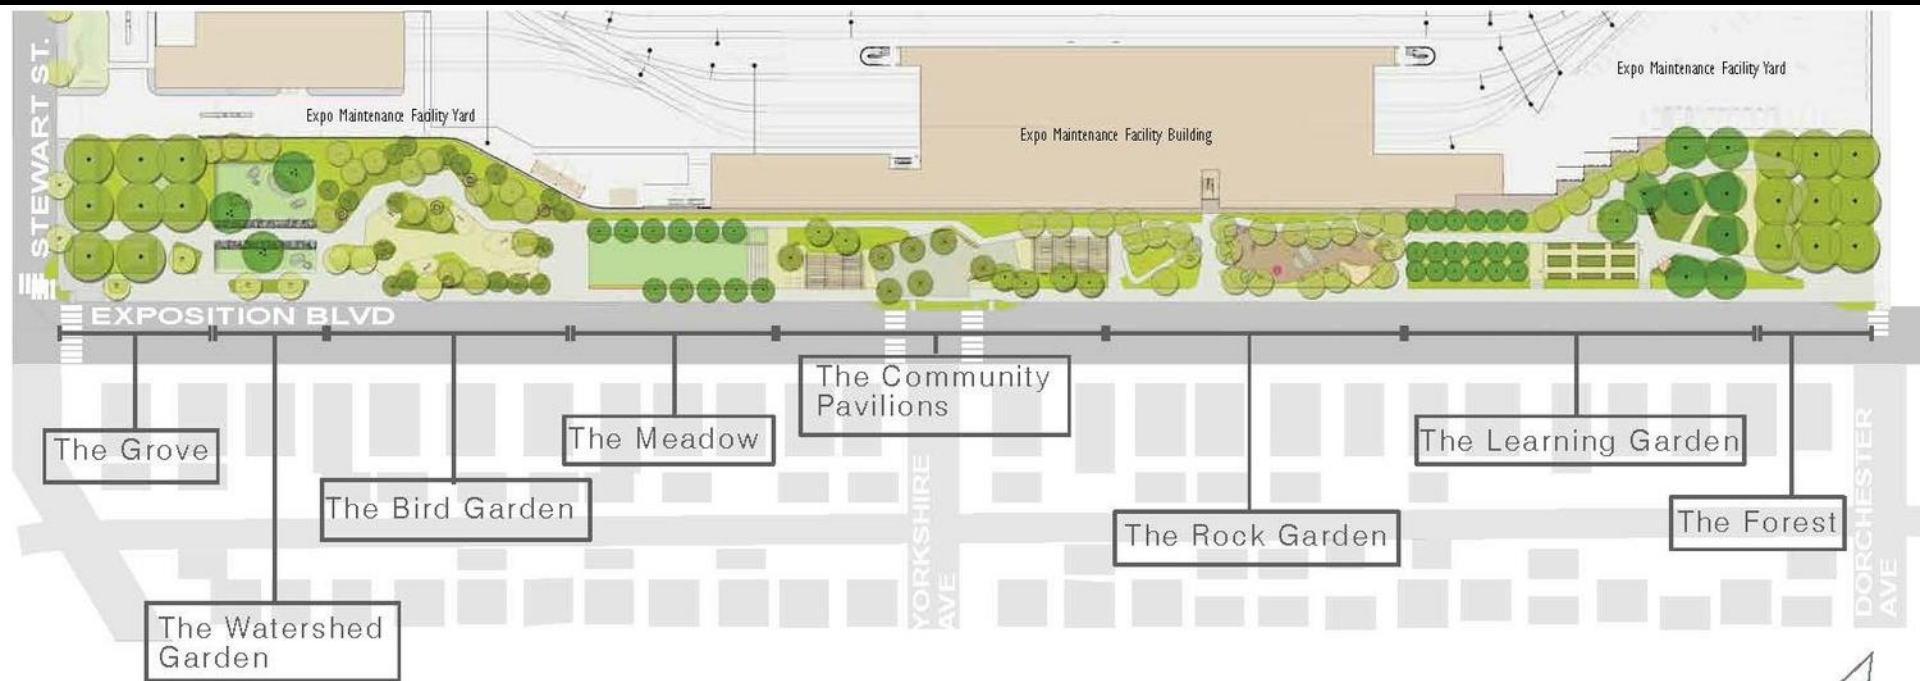 STEWART ST.
Expo Maintenance Facility Yard
Expo Maintenance Facility Building
Expo Maintenance Facility Yard
EXPOSITION BLVD
The Grove
The Watershed
Garden
The Bird Garden
The Meadow
The Community
Pavilions
YORKSHIRE
AVE
The Rock Garden
The Learning Garden
The Forest
DORCHESTER
AVE